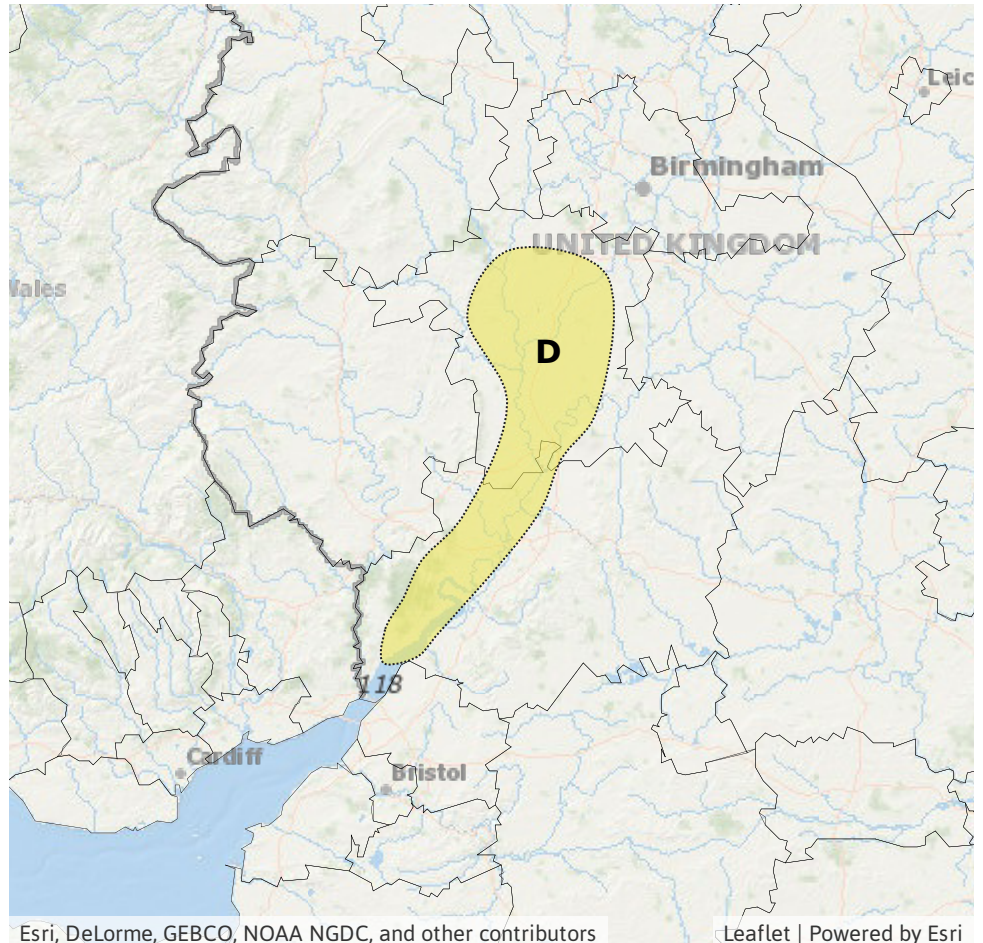 Leic
Birmingham
UNITED KINGDOM
Wales
D
118
Cardiff
Bristol
Esri, DeLorme, GEBCO, NOAA NGDC, and other contributors
Leaflet | Powered by Esri